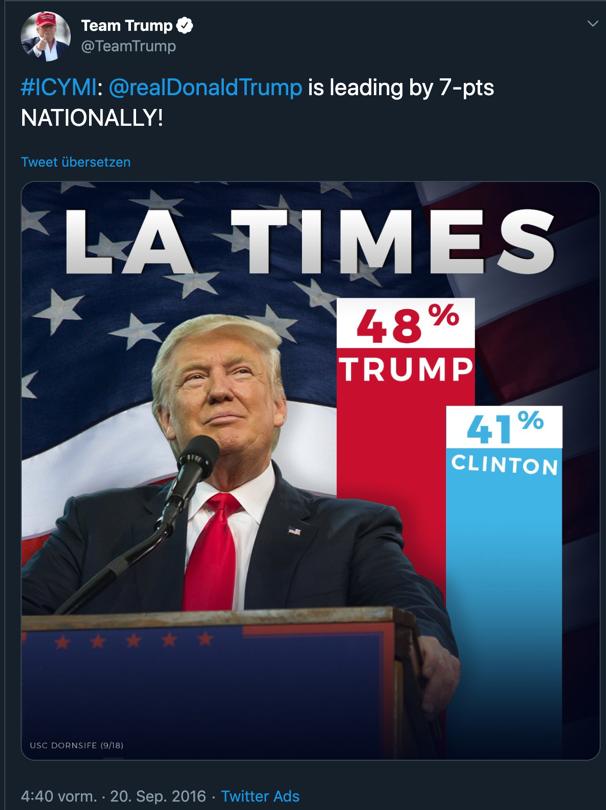 Team Trump
@TeamTrump
#ICYMI: @realDonaldTrump is leading by 7-pts
NATIONALLY!
Tweet übersetzen
LA TIMES
48%
TRUMP
41%
CLINTON
USC DORNSIFE (9/18)
4:40 vorm. · 20. Sep. 2016 · Twitter Ads